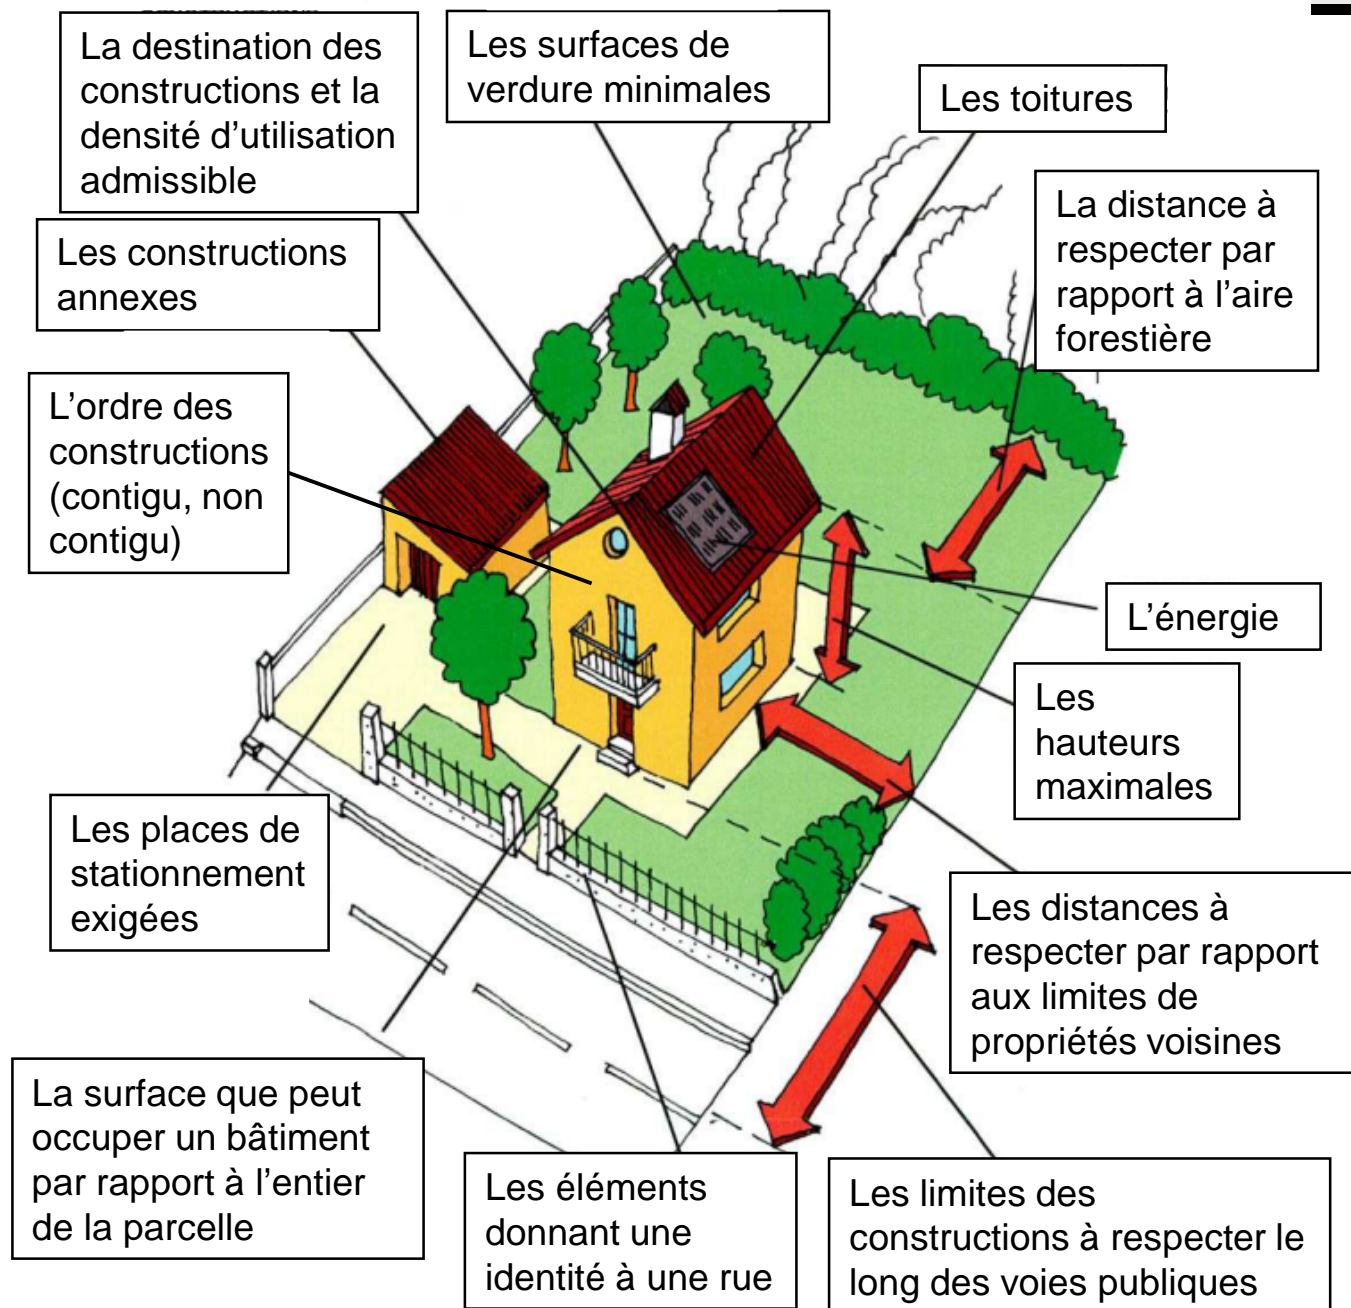 La destination des
constructions et la
densité d'utilisation
admissible
Les surfaces de
verdure minimales
Les toitures
La distance à
respecter par
rapport à l'aire
forestière
Les constructions
annexes
L'ordre des
constructions
(contigu, non
contigu)
L'énergie
Les
hauteurs
maximales
Les places de
stationnement
exigées
Les distances à
respecter par rapport
aux limites de
propriétés voisines
La surface que peut
occuper un bâtiment
par rapport à l'entier
de la parcelle
Les éléments
donnant une
identité à une rue
Les limites des
constructions à respecter le
long des voies publiques